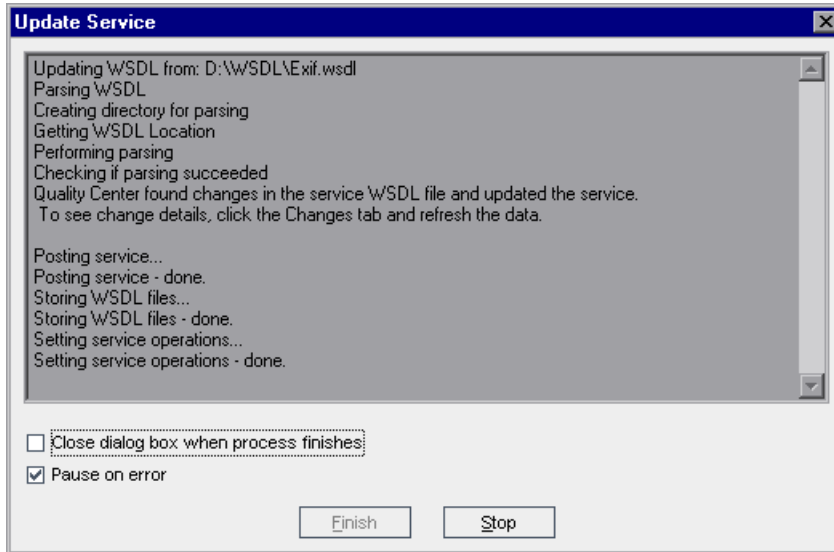 Update Service
Updating WSDL from: D:\WSDL\Exif.wsdl
Parsing WSDL
Creating directory for parsing
Getting WSDL Location
Performing parsing
Checking if parsing succeeded
Quality Center found changes in the service WSDL file and updated the service.
To see change details, click the Changes tab and refresh the data.
Posting service...
Posting service - done.
Storing WSDL files...
Storing WSDL files - done.
Setting service operations...
Setting service operations - done.
Close dialog box when process finishes
Pause on error
Finish Stop